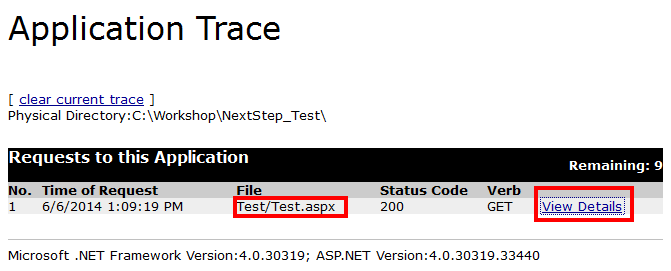 Application Trace
[ clear current trace ]
Physical Directory:C:\Workshop\NextStep_Test\
Requests to this Application Remaining: 9
No. Time of Request File Status Code Verb
1 6/6/2014 1:09:19 PM Test/Test.aspx 200 GET View Details
Microsoft .NET Framework Version:4.0.30319; ASP.NET Version:4.0.30319.33440